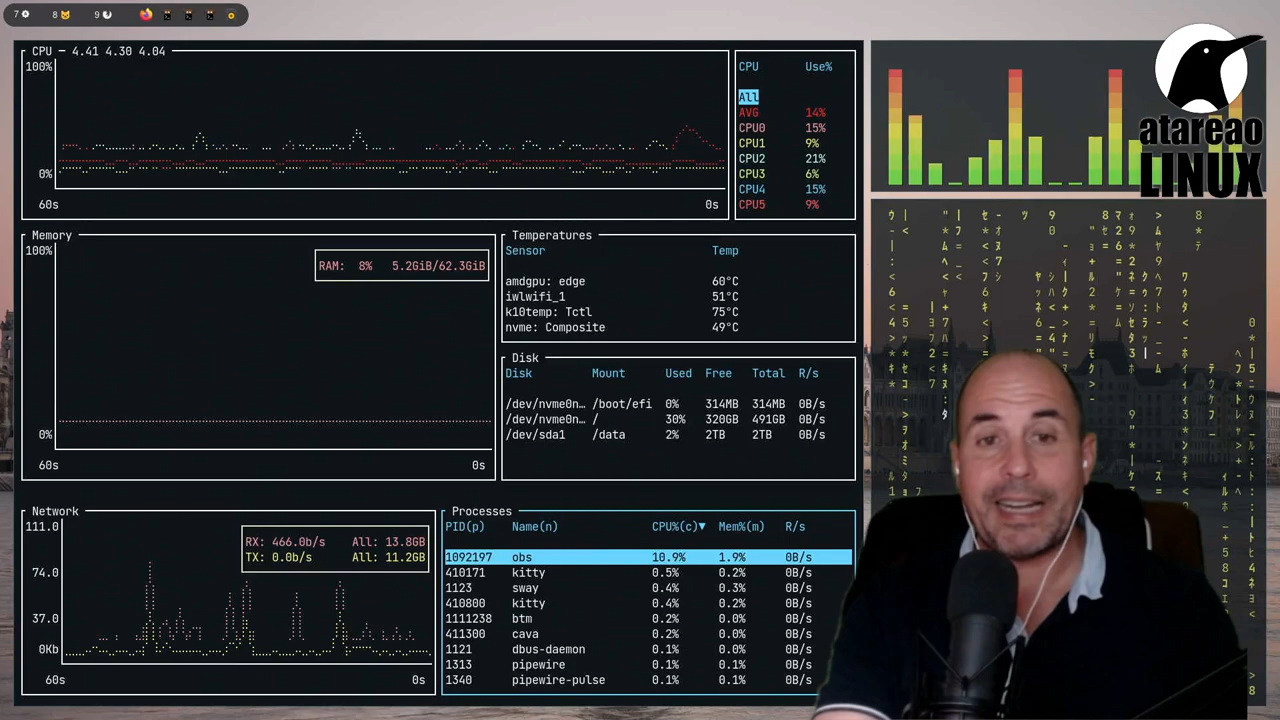 7 8 9
CPU — 4.41 4.30 4.04
100%
0%
60s 0s
CPU Use%
All
AVG 14%
CPU0 15%
CPU1 9%
CPU2 21%
CPU3 6%
CPU4 15%
CPU5 9%
atareao
LINUX
Memory
100%
RAM: 8% 5.2GiB/62.3GiB
0%
60s 0s
Temperatures
Sensor Temp
amdgpu: edge 60°C
iwlwifi_1 51°C
k10temp: Tctl 75°C
nvme: Composite 49°C
Disk
Disk Mount Used Free Total R/s
/dev/nvme0n… /boot/efi 0% 314MB 314MB 0B/s
/dev/nvme0n… / 30% 320GB 491GB 0B/s
/dev/sda1 /data 2% 2TB 2TB 0B/s
Network
111.0
74.0
37.0
0Kb
RX: 466.0b/s All: 13.8GB
TX: 0.0b/s All: 11.2GB
60s 0s
Processes
PID(p) Name(n) CPU%(c)▼ Mem%(m) R/s
1092197 obs 10.9% 1.9% 0B/s
410171 kitty 0.5% 0.2% 0B/s
1123 sway 0.4% 0.3% 0B/s
410800 kitty 0.4% 0.2% 0B/s
1111238 btm 0.2% 0.0% 0B/s
411300 cava 0.2% 0.0% 0B/s
1121 dbus-daemon 0.1% 0.0% 0B/s
1313 pipewire 0.1% 0.1% 0B/s
1340 pipewire-pulse 0.1% 0.1% 0B/s